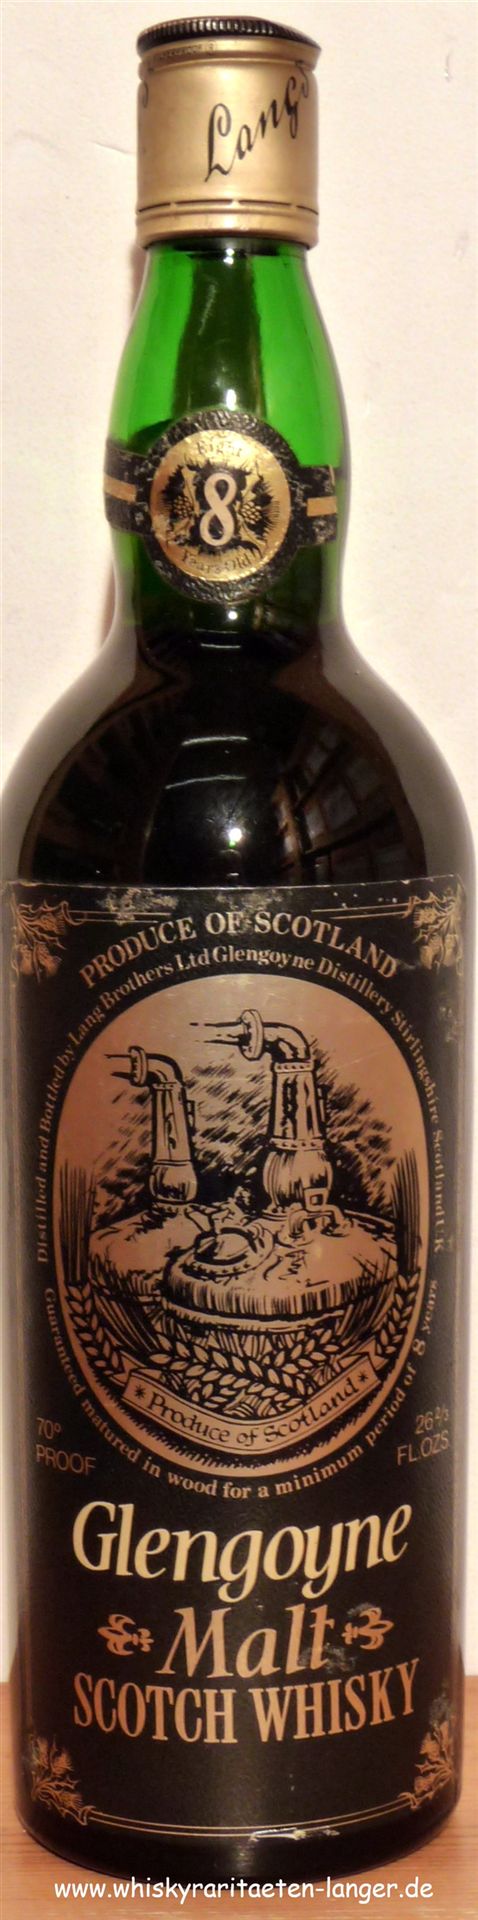 Lang's
Eight
8
Years Old
PRODUCE OF SCOTLAND
Distilled and Bottled by Lang Brothers Ltd Glengoyne Distillery Stirlingshire Scotland U.K
Produce of Scotland
Guaranteed matured in wood for a minimum period of 8 years
70° PROOF
26 2/3 FL.OZS
Glengoyne
Malt
SCOTCH WHISKY
www.whiskyraritaeten-langer.de